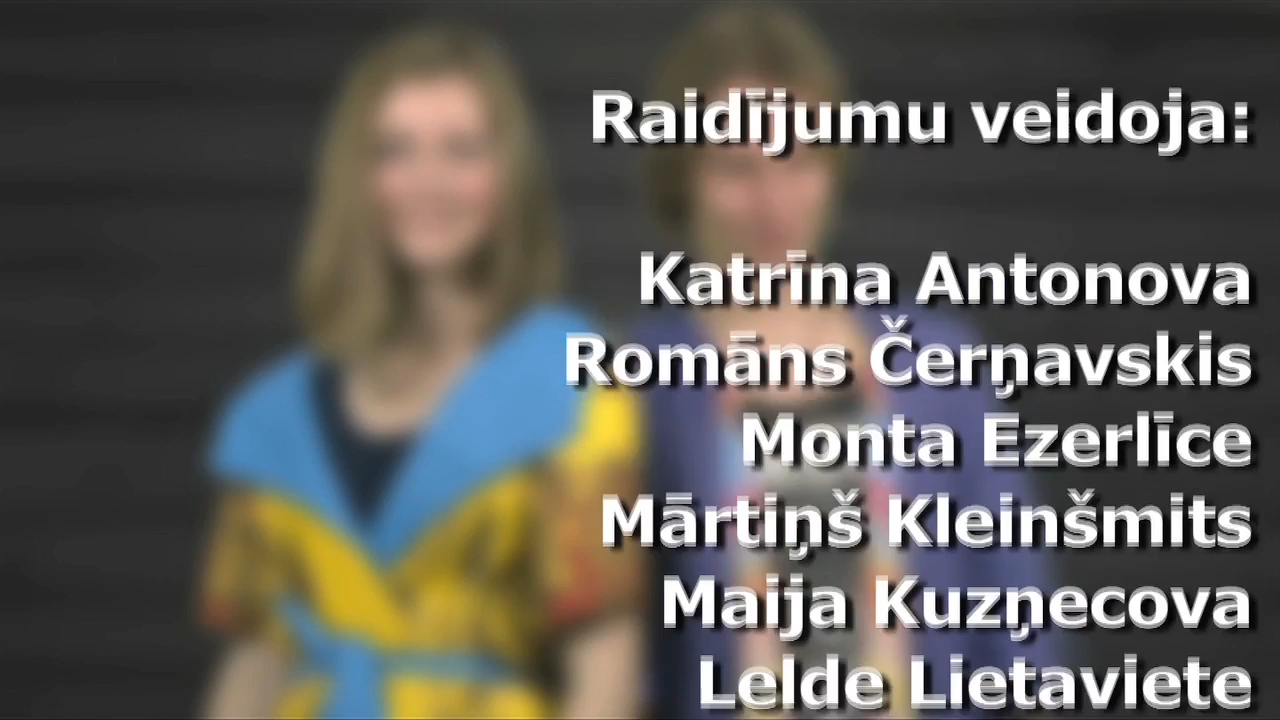 Raidījumu veidoja:
Katrīna Antonova
Romāns Čerņavskis
Monta Ezerlīce
Mārtiņš Kleinšmits
Maija Kuzņecova
Lelde Lietaviete